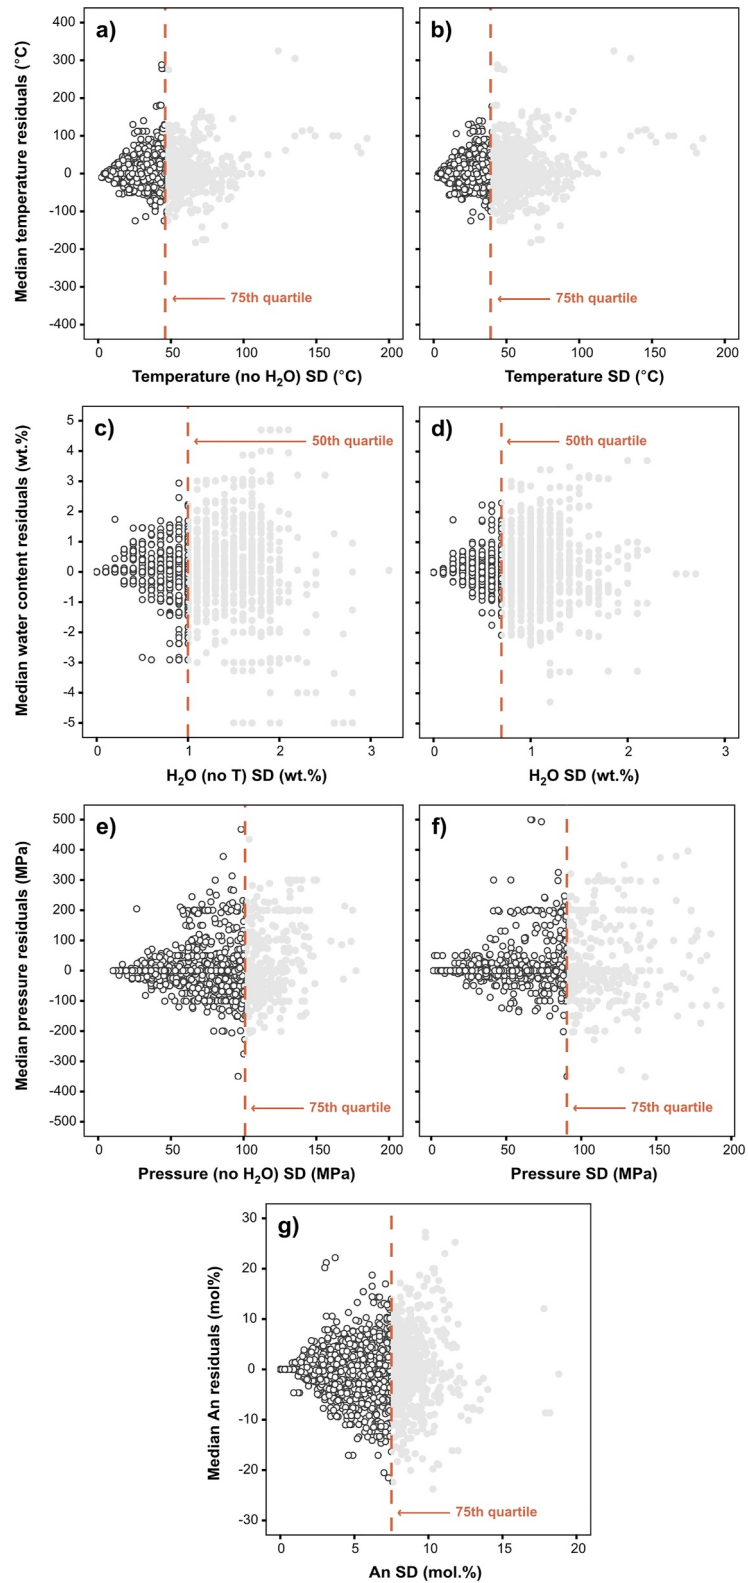 a)
Median temperature residuals (°C)
400
300
200
100
0
-100
-200
-300
-400
75th quartile
0
50
100
150
200
Temperature (no H₂O) SD (°C)
b)
75th quartile
0
50
100
150
200
Temperature SD (°C)
c)
Median water content residuals (wt.%)
5
4
3
2
1
0
-1
-2
-3
-4
-5
50th quartile
0
1
2
3
H₂O (no T) SD (wt.%)
d)
50th quartile
0
1.0
2.0
3
H₂O SD (wt.%)
e)
Median pressure residuals (MPa)
500
400
300
200
100
0
-100
-200
-300
-400
-500
75th quartile
0
50
100
150
200
Pressure (no H₂O) SD (MPa)
f)
75th quartile
0
50
100
150
200
Pressure SD (MPa)
g)
Median An residuals (mol%)
30
20
10
0
-10
-20
-30
75th quartile
0
5
10
15
20
An SD (mol.%)